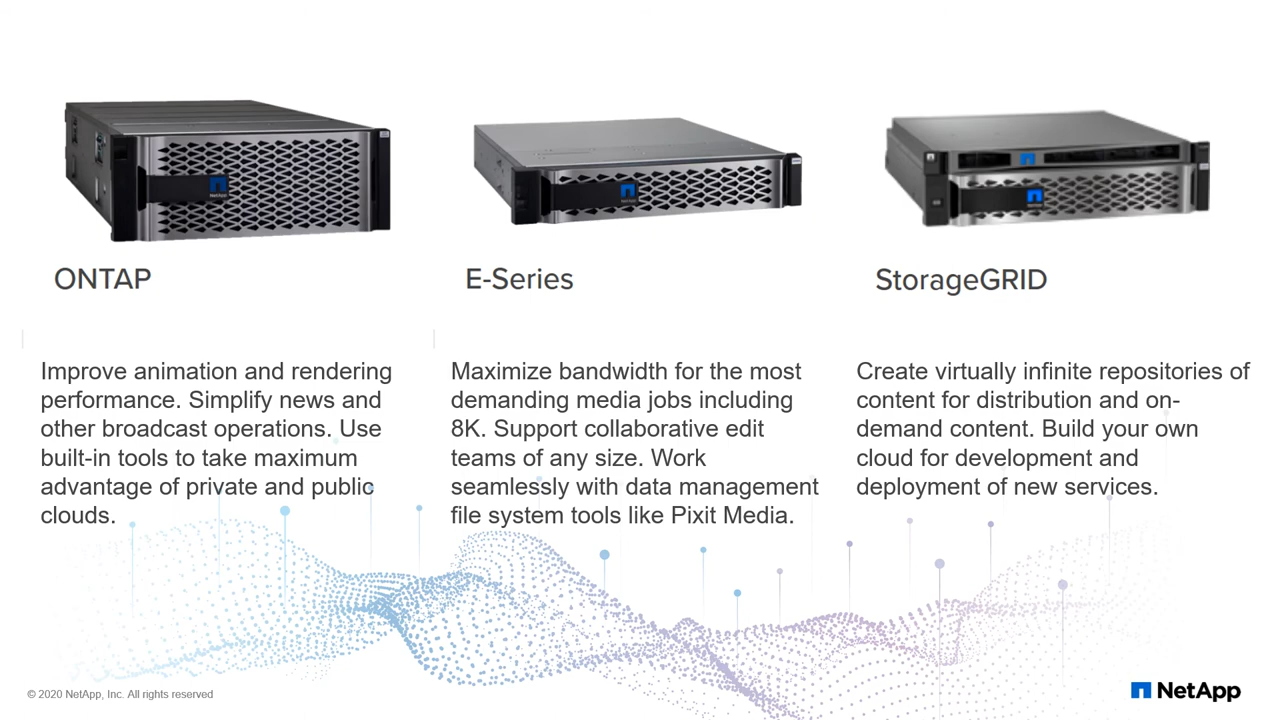 NetApp
NetApp
NetApp
ONTAP
E-Series
StorageGRID
Improve animation and rendering
performance. Simplify news and
other broadcast operations. Use
built-in tools to take maximum
advantage of private and public
clouds.
Maximize bandwidth for the most
demanding media jobs including
8K. Support collaborative edit
teams of any size. Work
seamlessly with data management
file system tools like Pixit Media.
Create virtually infinite repositories of
content for distribution and on-
demand content. Build your own
cloud for development and
deployment of new services.
© 2020 NetApp, Inc. All rights reserved
NetApp